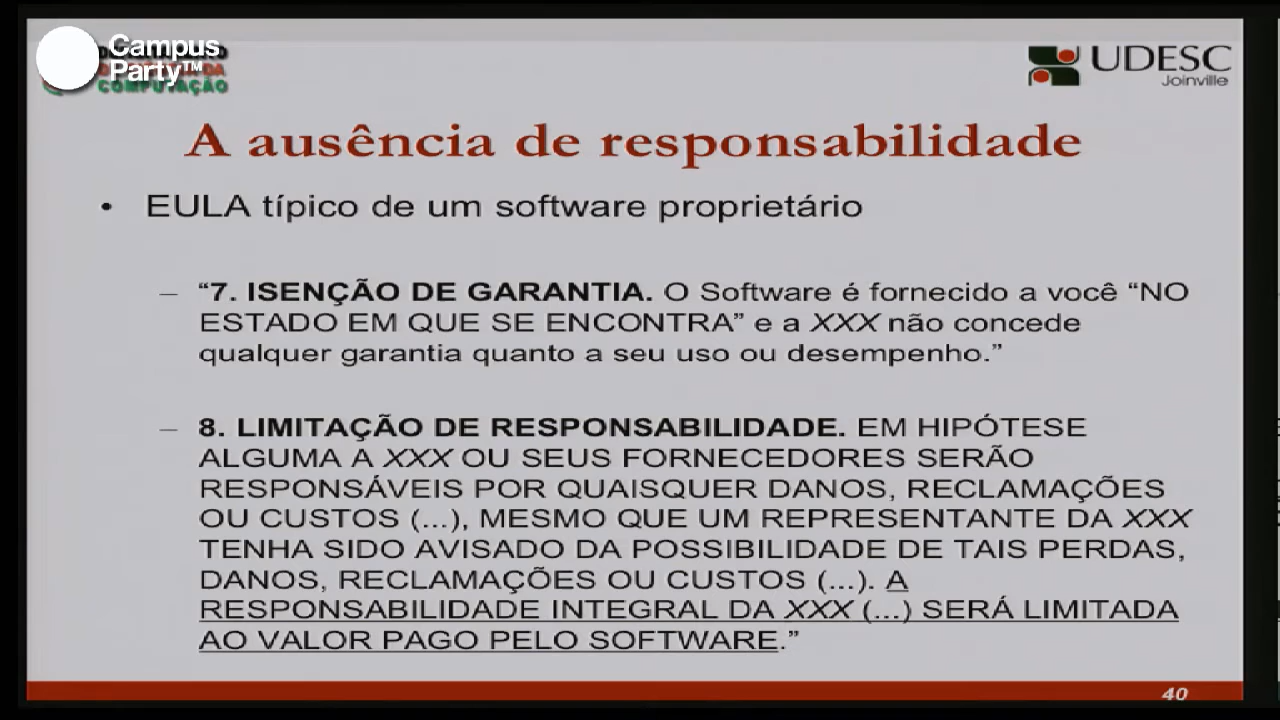 Campus
Party™
COMPUTAÇÃO
UDESC
Joinville
A ausência de responsabilidade
• EULA típico de um software proprietário
– “7. ISENÇÃO DE GARANTIA. O Software é fornecido a você “NO
ESTADO EM QUE SE ENCONTRA” e a XXX não concede
qualquer garantia quanto a seu uso ou desempenho.”
– 8. LIMITAÇÃO DE RESPONSABILIDADE. EM HIPÓTESE
ALGUMA A XXX OU SEUS FORNECEDORES SERÃO
RESPONSÁVEIS POR QUAISQUER DANOS, RECLAMAÇÕES
OU CUSTOS (...), MESMO QUE UM REPRESENTANTE DA XXX
TENHA SIDO AVISADO DA POSSIBILIDADE DE TAIS PERDAS,
DANOS, RECLAMAÇÕES OU CUSTOS (...). A
RESPONSABILIDADE INTEGRAL DA XXX (...) SERÁ LIMITADA
AO VALOR PAGO PELO SOFTWARE.”
40